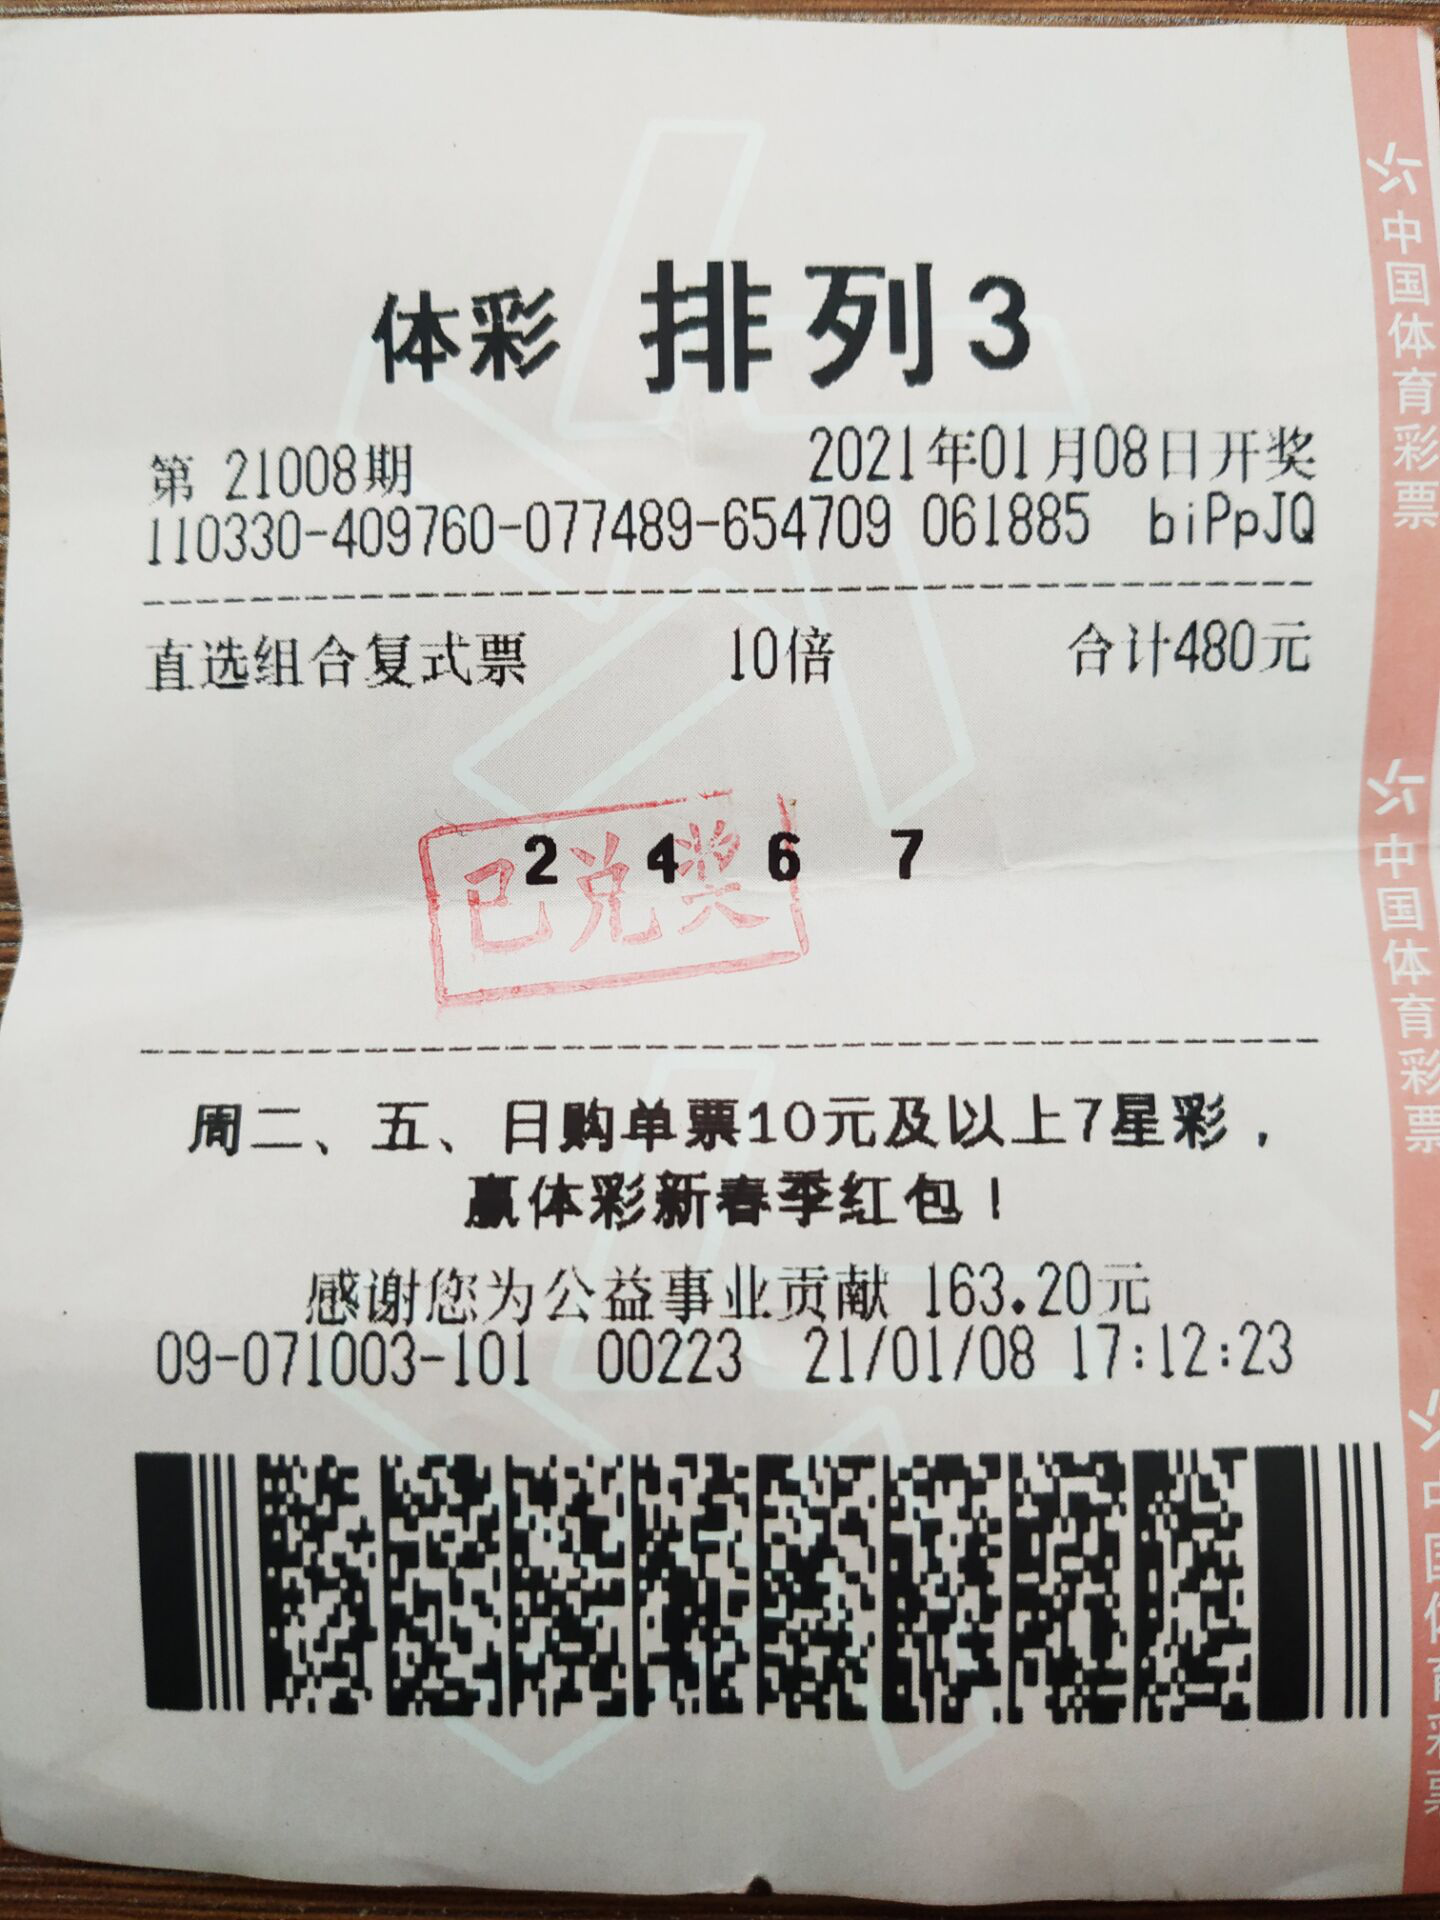 体彩 排列3
第 21008期 2021年01月08日开奖
110330-409760-077489-654709 061885 biPpJQ
直选组合复式票 10倍 合计480元
2 4 6 7
已兑奖
周二、五、日购单票10元及以上7星彩，
赢体彩新春季红包！
感谢您为公益事业贡献 163.20元
09-071003-101 00223 21/01/08 17:12:23
中国体育彩票
中国体育彩票
中国体育彩票